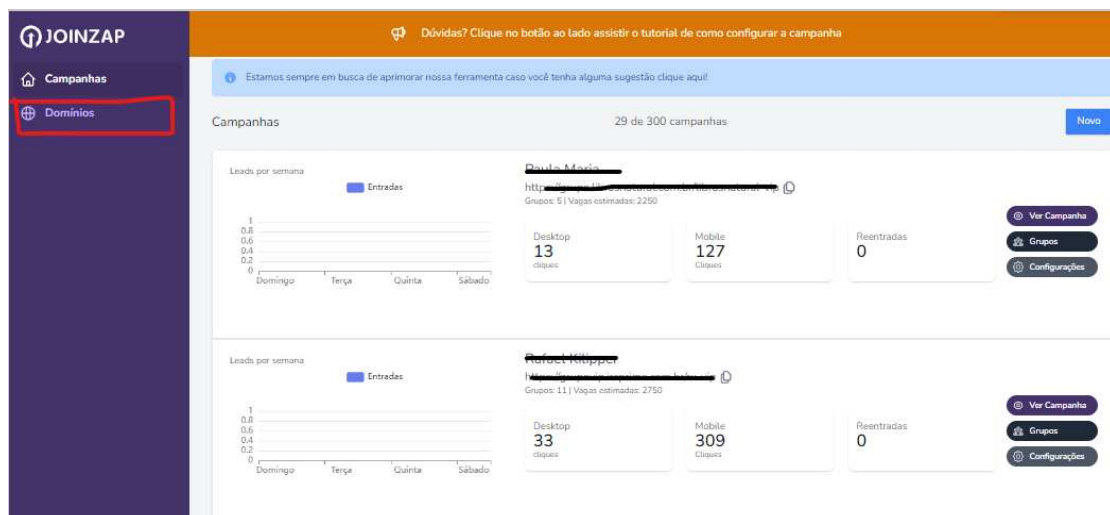 JOINZAP
Dúvidas? Clique no botão ao lado assistir o tutorial de como configurar a campanha
Campanhas
Domínios
Estamos sempre em busca de aprimorar nossa ferramenta caso você tenha alguma sugestão clique aqui!
Campanhas
29 de 300 campanhas
Novo
Leads por semana
Entradas
1
0.8
0.6
0.4
0.2
0
Domingo Terça Quinta Sábado
Grupos: 5 | Vagas estimadas: 2250
Desktop
13
cliques
Mobile
127
Cliques
Reentradas
0
Ver Campanha
Grupos
Configurações
Leads por semana
Entradas
1
0.8
0.6
0.4
0.2
0
Domingo Terça Quinta Sábado
Grupos: 11 | Vagas estimadas: 2750
Desktop
33
cliques
Mobile
309
Cliques
Reentradas
0
Ver Campanha
Grupos
Configurações